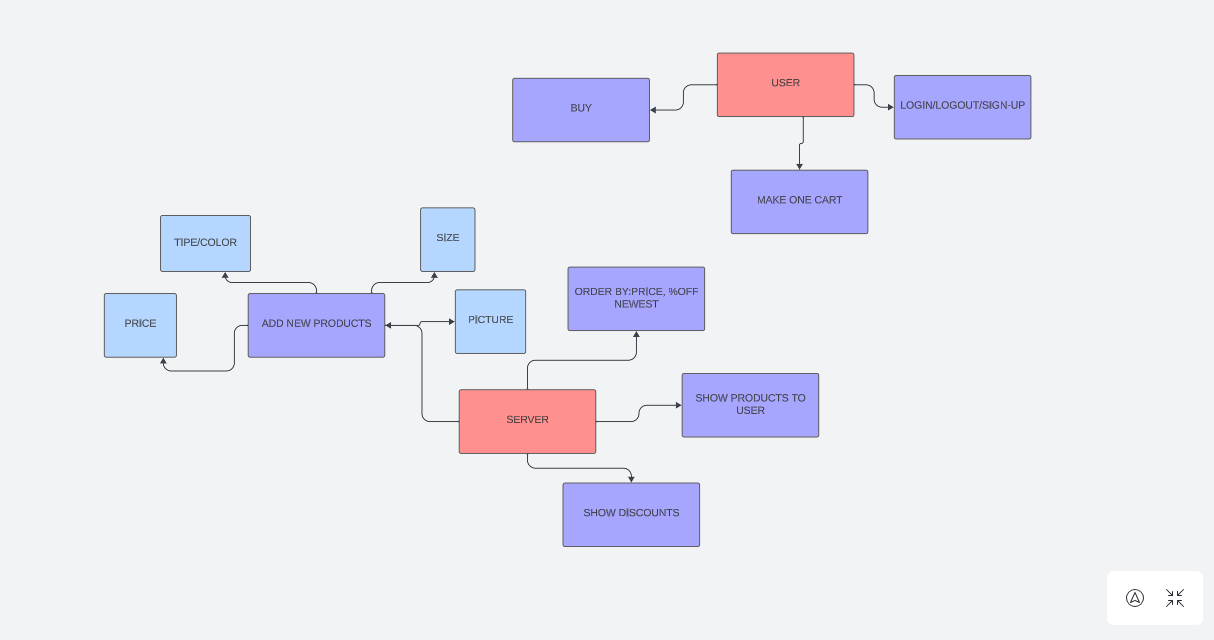 USER
LOGIN/LOGOUT/SIGN-UP
BUY
MAKE ONE CART
TIPE/COLOR
SIZE
PRICE
ADD NEW PRODUCTS
PICTURE
ORDER BY:PRICE, %OFF
NEWEST
SERVER
SHOW PRODUCTS TO
USER
SHOW DISCOUNTS